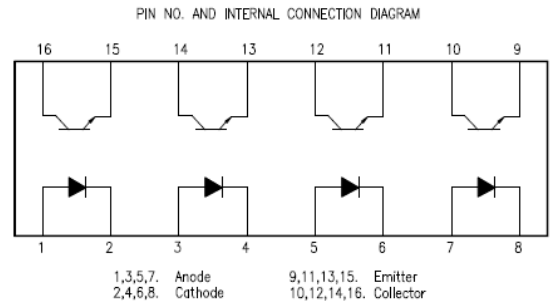 PIN NO. AND INTERNAL CONNECTION DIAGRAM
16 15 14 13 12 11 10 9
1 2 3 4 5 6 7 8
1,3,5,7. Anode 9,11,13,15. Emitter
2,4,6,8. Cathode 10,12,14,16. Collector